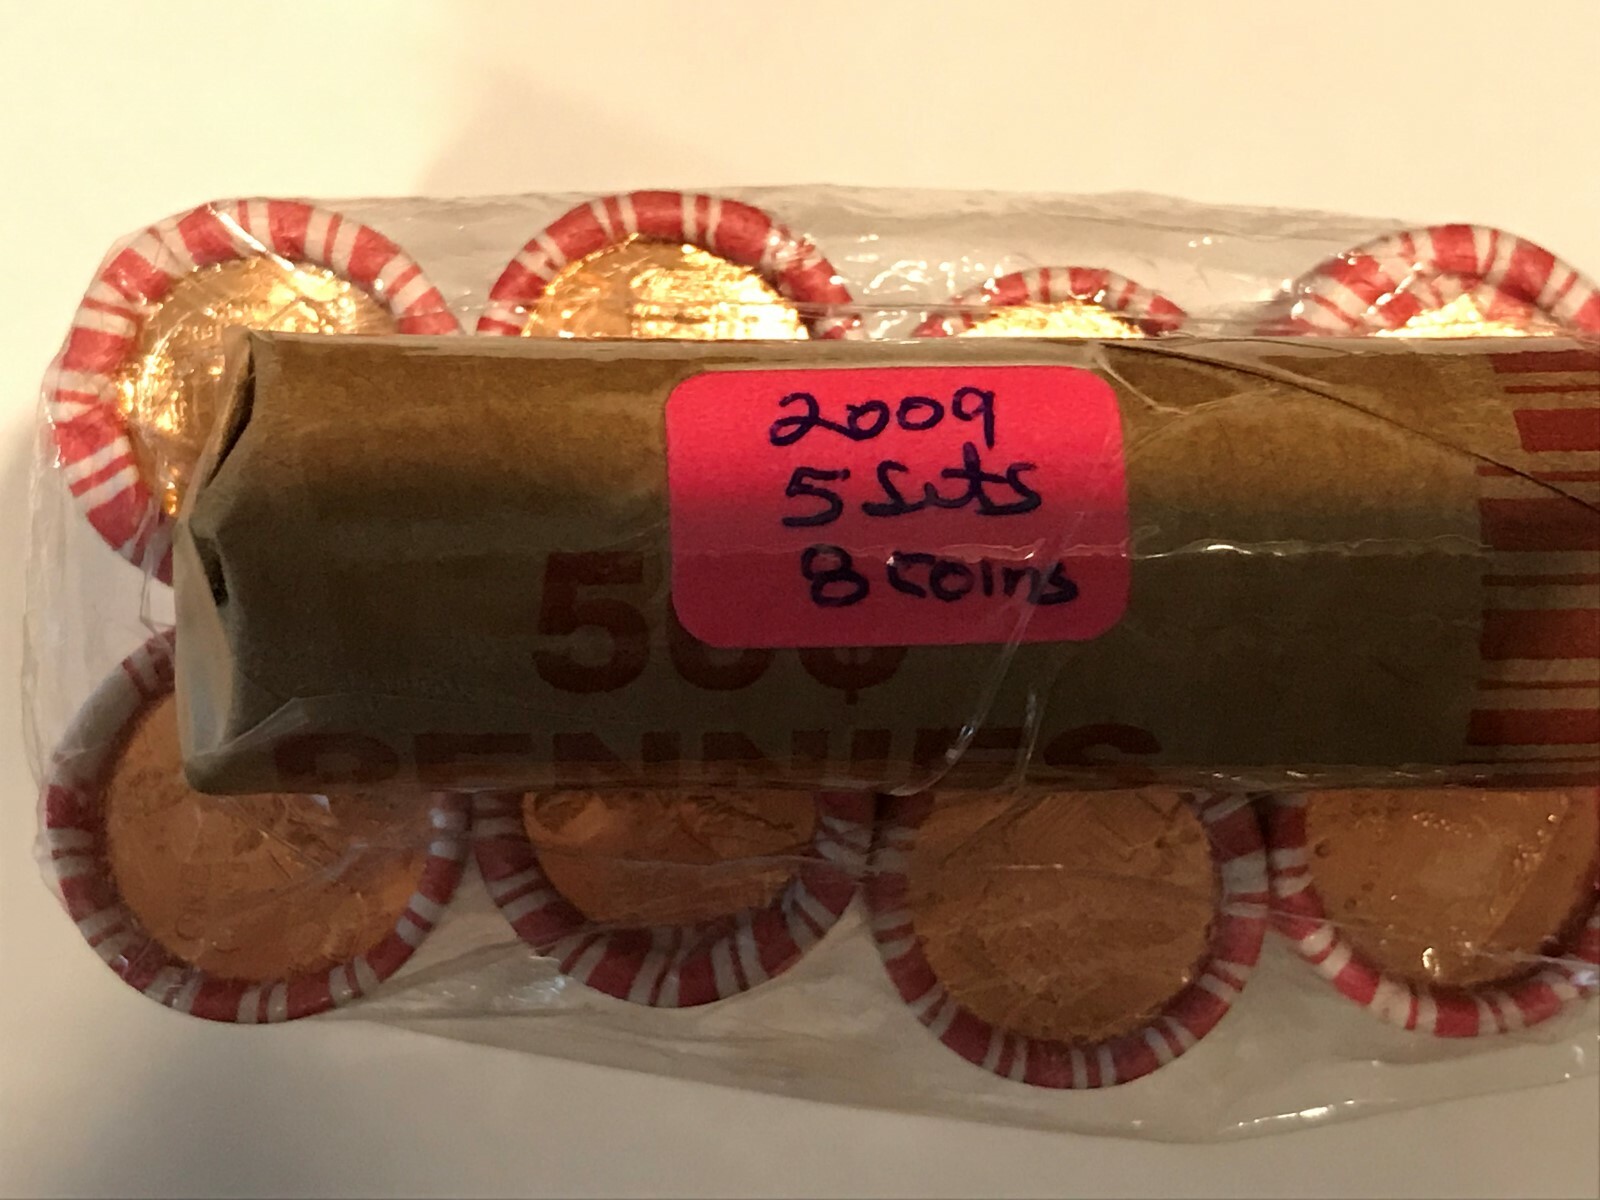 2009
5 Sets
8 coins
50¢
PENNIES